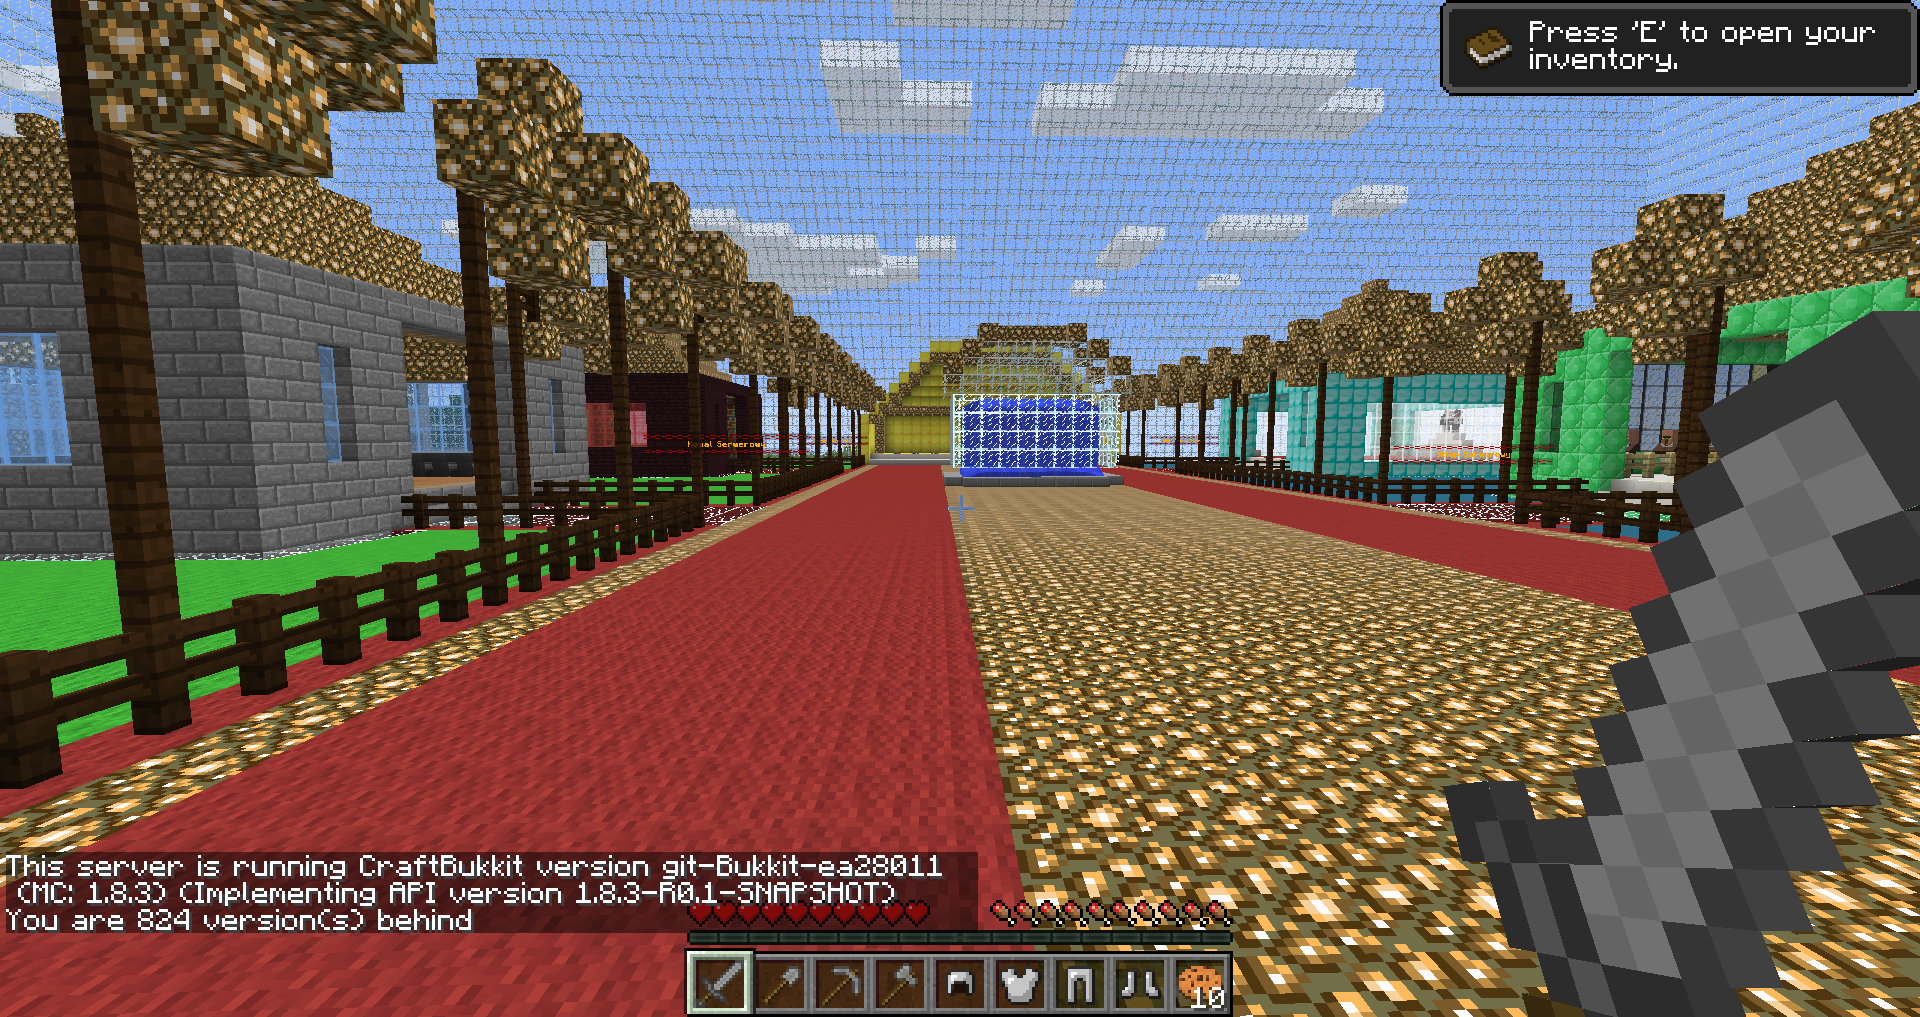 Press 'E' to open your
inventory.
This server is running CraftBukkit version git-Bukkit-ea28011
(MC: 1.8.3) (Implementing API version 1.8.3-R0.1-SNAPSHOT)
You are 824 version(s) behind
10